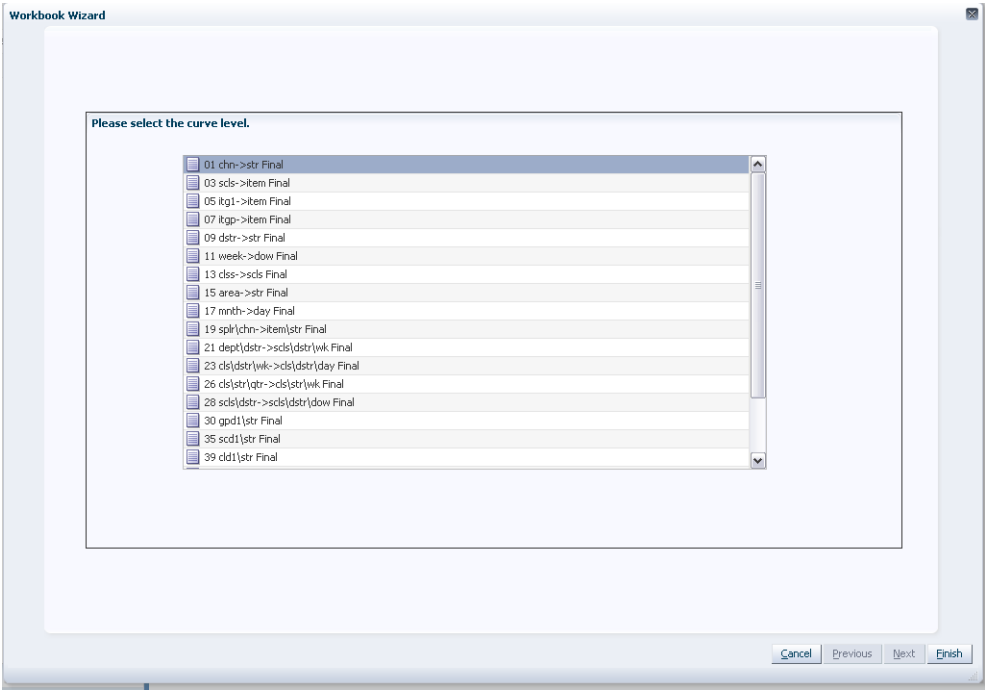 Workbook Wizard
Please select the curve level.
01 chn->str Final
03 scls->item Final
05 itg1->item Final
07 itgp->item Final
09 dstr->str Final
11 week->dow Final
13 clss->scls Final
15 area->str Final
17 mnth->day Final
19 splr\chn->item\str Final
21 dept\dstr->scls\dstr\wk Final
23 cls\dstr\wk->cls\dstr\day Final
26 cls\str\qtr->cls\str\wk Final
28 scls\dstr->scls\dstr\dow Final
30 gpd1\str Final
35 scd1\str Final
39 cld1\str Final
Cancel Previous Next Finish